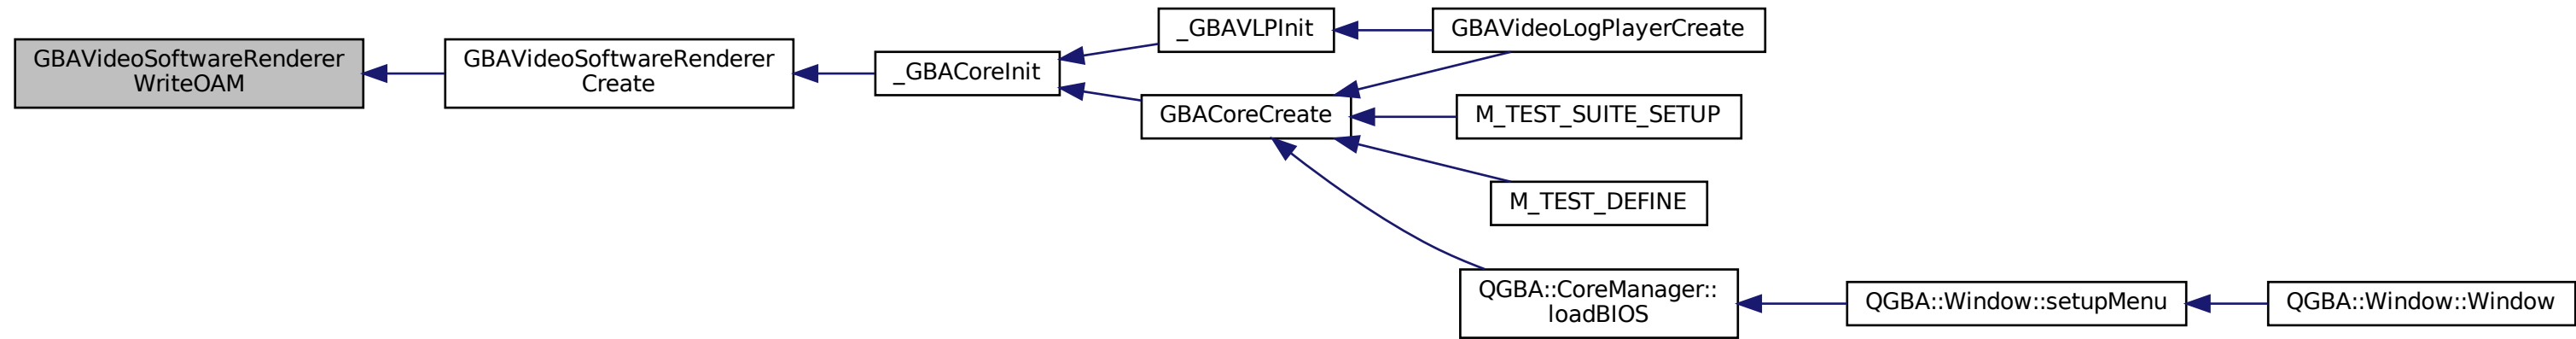 GBAVideoSoftwareRenderer
WriteOAM
GBAVideoSoftwareRenderer
Create
_GBACoreInit
_GBAVLPInit
GBAVideoLogPlayerCreate
GBACoreCreate
M_TEST_SUITE_SETUP
M_TEST_DEFINE
QGBA::CoreManager::
loadBIOS
QGBA::Window::setupMenu
QGBA::Window::Window